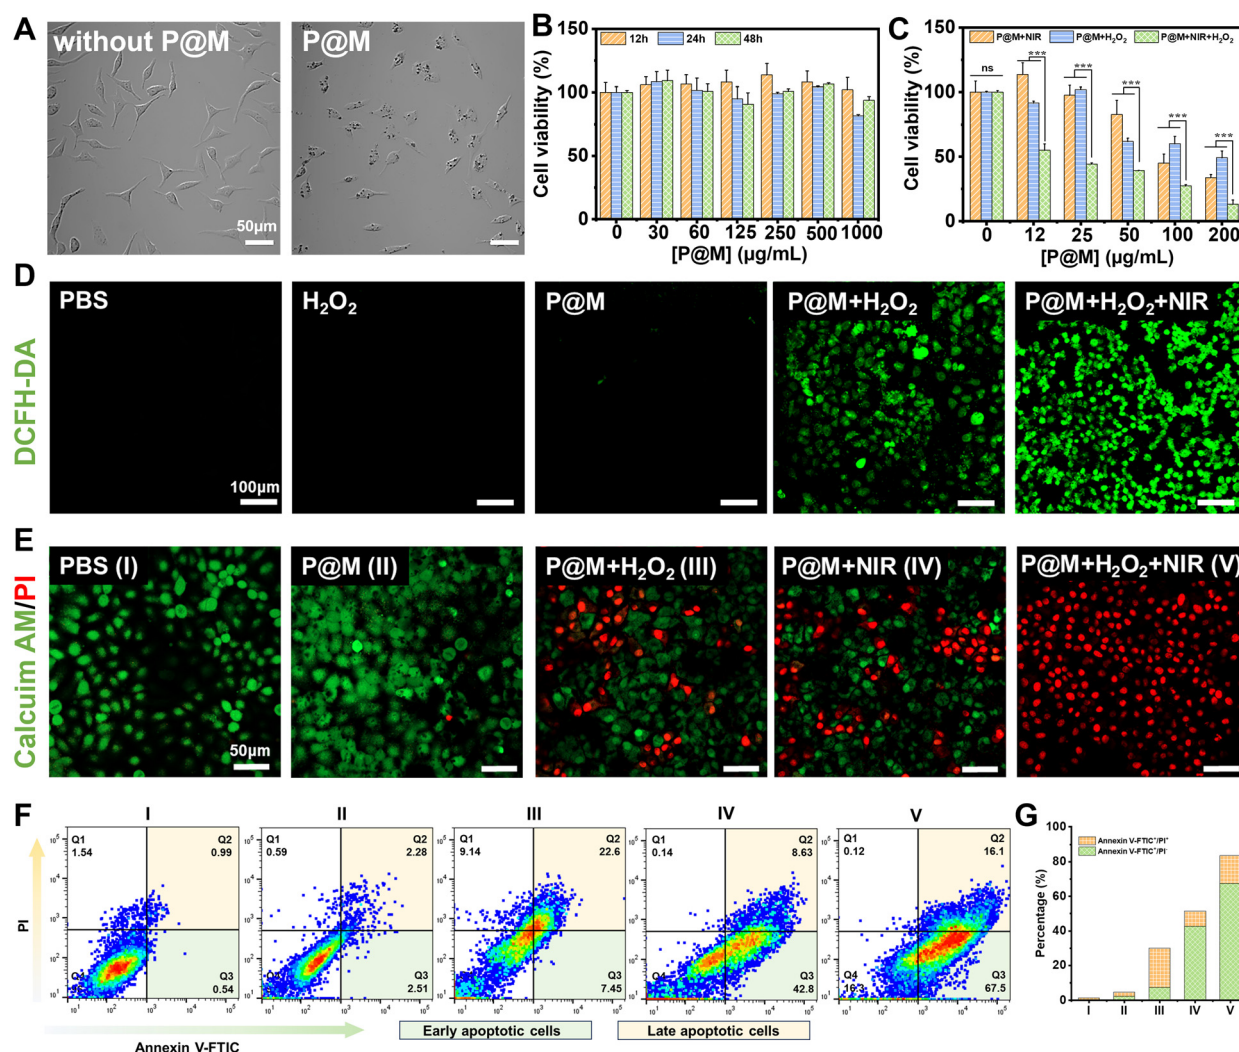 A
without P@M
50μm
P@M
B
12h
24h
48h
Cell viability (%)
150
100
50
0
0
30
60
125
250
500
1000
[P@M] (μg/mL)
C
P@M+NIR
P@M+H₂O₂
P@M+NIR+H₂O₂
ns
***
***
***
***
***
Cell viability (%)
150
100
50
0
0
12
25
50
100
200
[P@M] (μg/mL)
D
DCFH-DA
PBS
100μm
H₂O₂
P@M
P@M+H₂O₂
P@M+H₂O₂+NIR
E
Calcuim AM/PI
PBS (I)
50μm
P@M (II)
P@M+H₂O₂ (III)
P@M+NIR (IV)
P@M+H₂O₂+NIR (V)
F
PI
Annexin V-FTIC
I
Q1
1.54
Q2
0.99
Q3
0.54
II
Q1
0.59
Q2
2.28
Q3
2.51
III
Q1
9.14
Q2
22.6
Q3
7.45
IV
Q1
0.14
Q2
8.63
Q4
Q3
42.8
V
Q1
0.12
Q2
16.1
Q4
16.3
Q3
67.5
Early apoptotic cells
Late apoptotic cells
G
Annexin V-FTIC⁺/PI⁺
Annexin V-FTIC⁺/PI⁻
Percentage (%)
100
80
60
40
20
0
I
II
III
IV
V